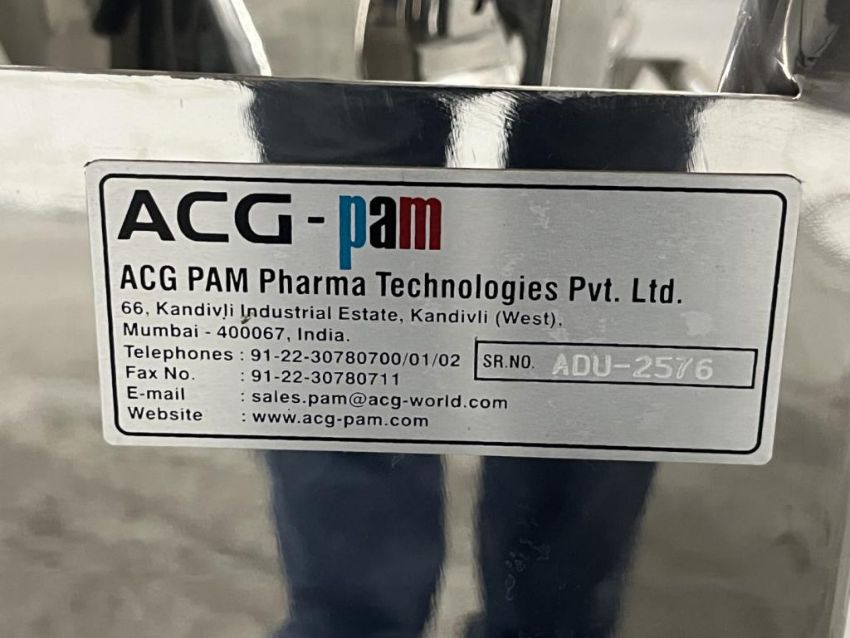 ACG-pam
ACG PAM Pharma Technologies Pvt. Ltd.
66, Kandivli Industrial Estate, Kandivli (West),
Mumbai - 400067, India.
Telephones : 91-22-30780700/01/02
Fax No. : 91-22-30780711
E-mail : sales.pam@acg-world.com
Website : www.acg-pam.com
SR.NO. ADU-2576